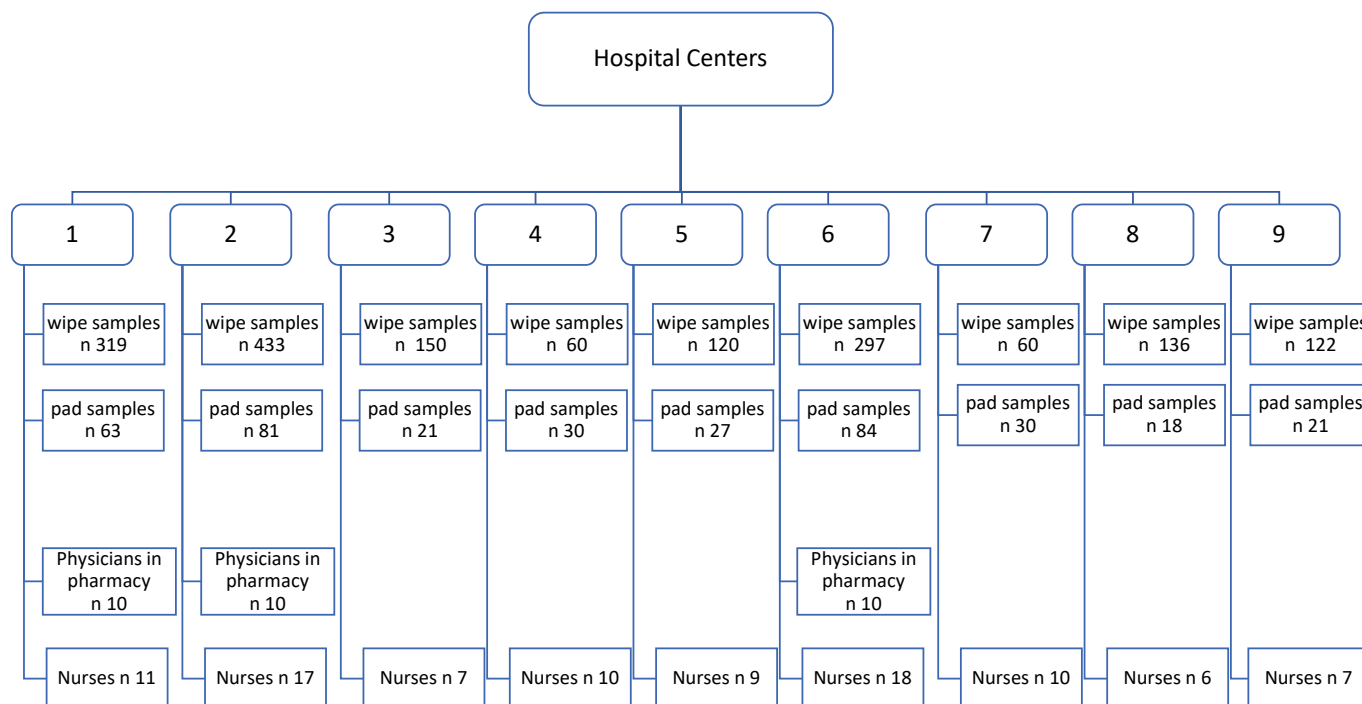 Hospital Centers
1
2
3
4
5
6
7
8
9
wipe samples
n 319
wipe samples
n 433
wipe samples
n 150
wipe samples
n 60
wipe samples
n 120
wipe samples
n 297
wipe samples
n 60
wipe samples
n 136
wipe samples
n 122
pad samples
n 63
pad samples
n 81
pad samples
n 21
pad samples
n 30
pad samples
n 27
pad samples
n 84
pad samples
n 30
pad samples
n 18
pad samples
n 21
Physicians in
pharmacy
n 10
Physicians in
pharmacy
n 10
Physicians in
pharmacy
n 10
Nurses n 11
Nurses n 17
Nurses n 7
Nurses n 10
Nurses n 9
Nurses n 18
Nurses n 10
Nurses n 6
Nurses n 7